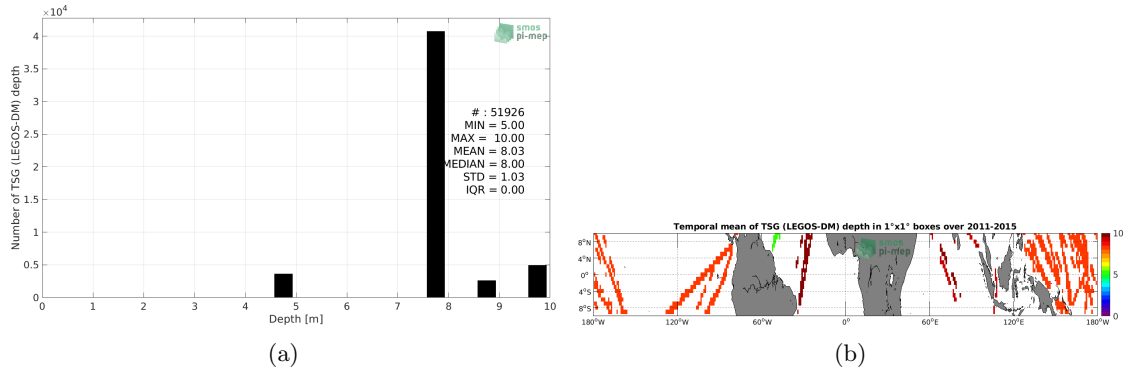 ×10⁴
smos
pi-mep
4
3.5
3
2.5
2
1.5
1
0.5
0
Number of TSG (LEGOS-DM) depth
# : 51926
MIN = 5.00
MAX = 10.00
MEAN = 8.03
MEDIAN = 8.00
STD = 1.03
IQR = 0.00
0 1 2 3 4 5 6 7 8 9 10
Depth [m]
(a)
Temporal mean of TSG (LEGOS-DM) depth in 1°x1° boxes over 2011-2015
smos
pi-mep
8°N
4°N
0°
4°S
8°S
180°W 120°W 60°W 0° 60°E 120°E 180°W
10
5
0
(b)